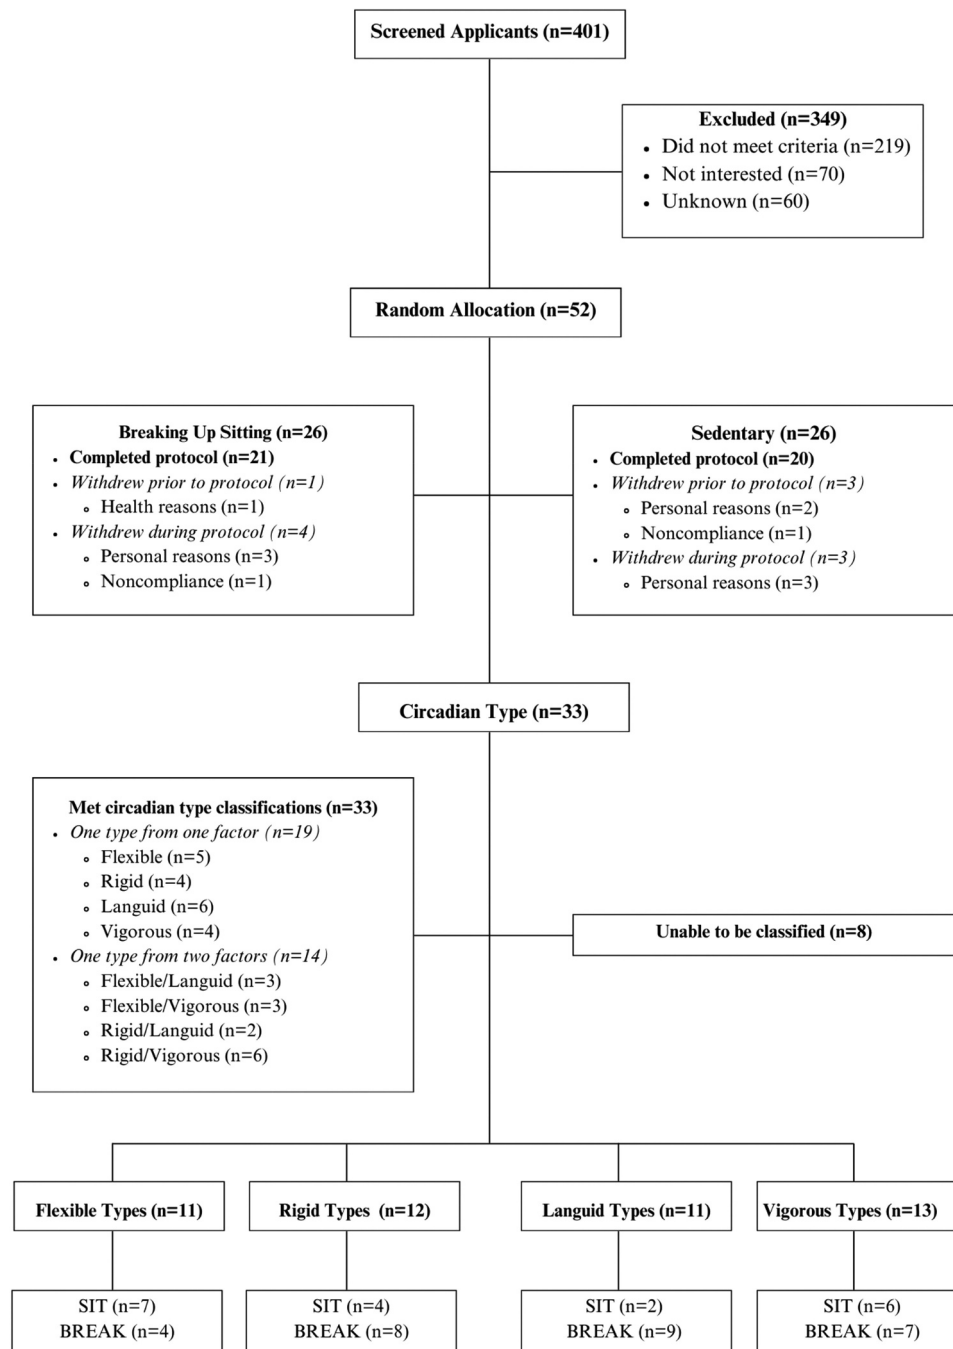 Screened Applicants (n=401)
Excluded (n=349)
• Did not meet criteria (n=219)
• Not interested (n=70)
• Unknown (n=60)
Random Allocation (n=52)
Breaking Up Sitting (n=26)
• Completed protocol (n=21)
• Withdrew prior to protocol (n=1)
∘ Health reasons (n=1)
• Withdrew during protocol (n=4)
∘ Personal reasons (n=3)
∘ Noncompliance (n=1)
Sedentary (n=26)
• Completed protocol (n=20)
• Withdrew prior to protocol (n=3)
∘ Personal reasons (n=2)
∘ Noncompliance (n=1)
• Withdrew during protocol (n=3)
∘ Personal reasons (n=3)
Circadian Type (n=33)
Met circadian type classifications (n=33)
• One type from one factor (n=19)
∘ Flexible (n=5)
∘ Rigid (n=4)
∘ Languid (n=6)
∘ Vigorous (n=4)
• One type from two factors (n=14)
∘ Flexible/Languid (n=3)
∘ Flexible/Vigorous (n=3)
∘ Rigid/Languid (n=2)
∘ Rigid/Vigorous (n=6)
Unable to be classified (n=8)
Flexible Types (n=11)
SIT (n=7)
BREAK (n=4)
Rigid Types (n=12)
SIT (n=4)
BREAK (n=8)
Languid Types (n=11)
SIT (n=2)
BREAK (n=9)
Vigorous Types (n=13)
SIT (n=6)
BREAK (n=7)